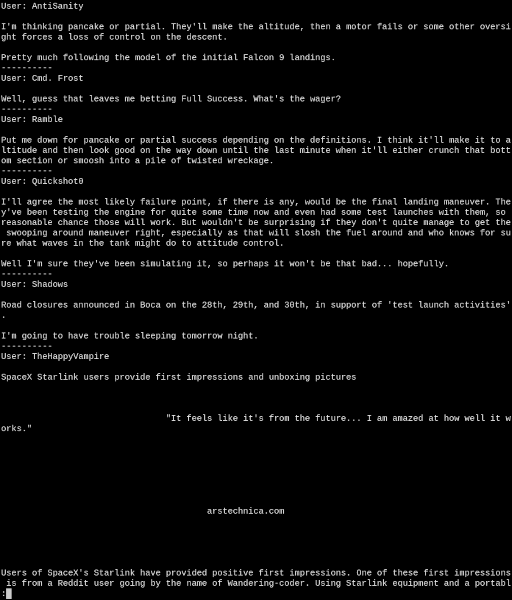 User: AntiSanity
I'm thinking pancake or partial. They'll make the altitude, then a motor fails or some other oversi
ght forces a loss of control on the descent.
Pretty much following the model of the initial Falcon 9 landings.
----------
User: Cmd. Frost
Well, guess that leaves me betting Full Success. What's the wager?
----------
User: Ramble
Put me down for pancake or partial success depending on the definitions. I think it'll make it to a
ltitude and then look good on the way down until the last minute when it'll either crunch that bott
om section or smoosh into a pile of twisted wreckage.
----------
User: Quickshot0
I'll agree the most likely failure point, if there is any, would be the final landing maneuver. The
y've been testing the engine for quite some time now and even had some test launches with them, so
reasonable chance those will work. But wouldn't be surprising if they don't quite manage to get the
 swooping around maneuver right, especially as that will slosh the fuel around and who knows for su
re what waves in the tank might do to attitude control.
Well I'm sure they've been simulating it, so perhaps it won't be that bad... hopefully.
----------
User: Shadows
Road closures announced in Boca on the 28th, 29th, and 30th, in support of 'test launch activities'
.
I'm going to have trouble sleeping tomorrow night.
----------
User: TheHappyVampire
SpaceX Starlink users provide first impressions and unboxing pictures
"It feels like it's from the future... I am amazed at how well it w
orks."
arstechnica.com
Users of SpaceX's Starlink have provided positive first impressions. One of these first impressions
 is from a Reddit user going by the name of Wandering-coder. Using Starlink equipment and a portabl
: